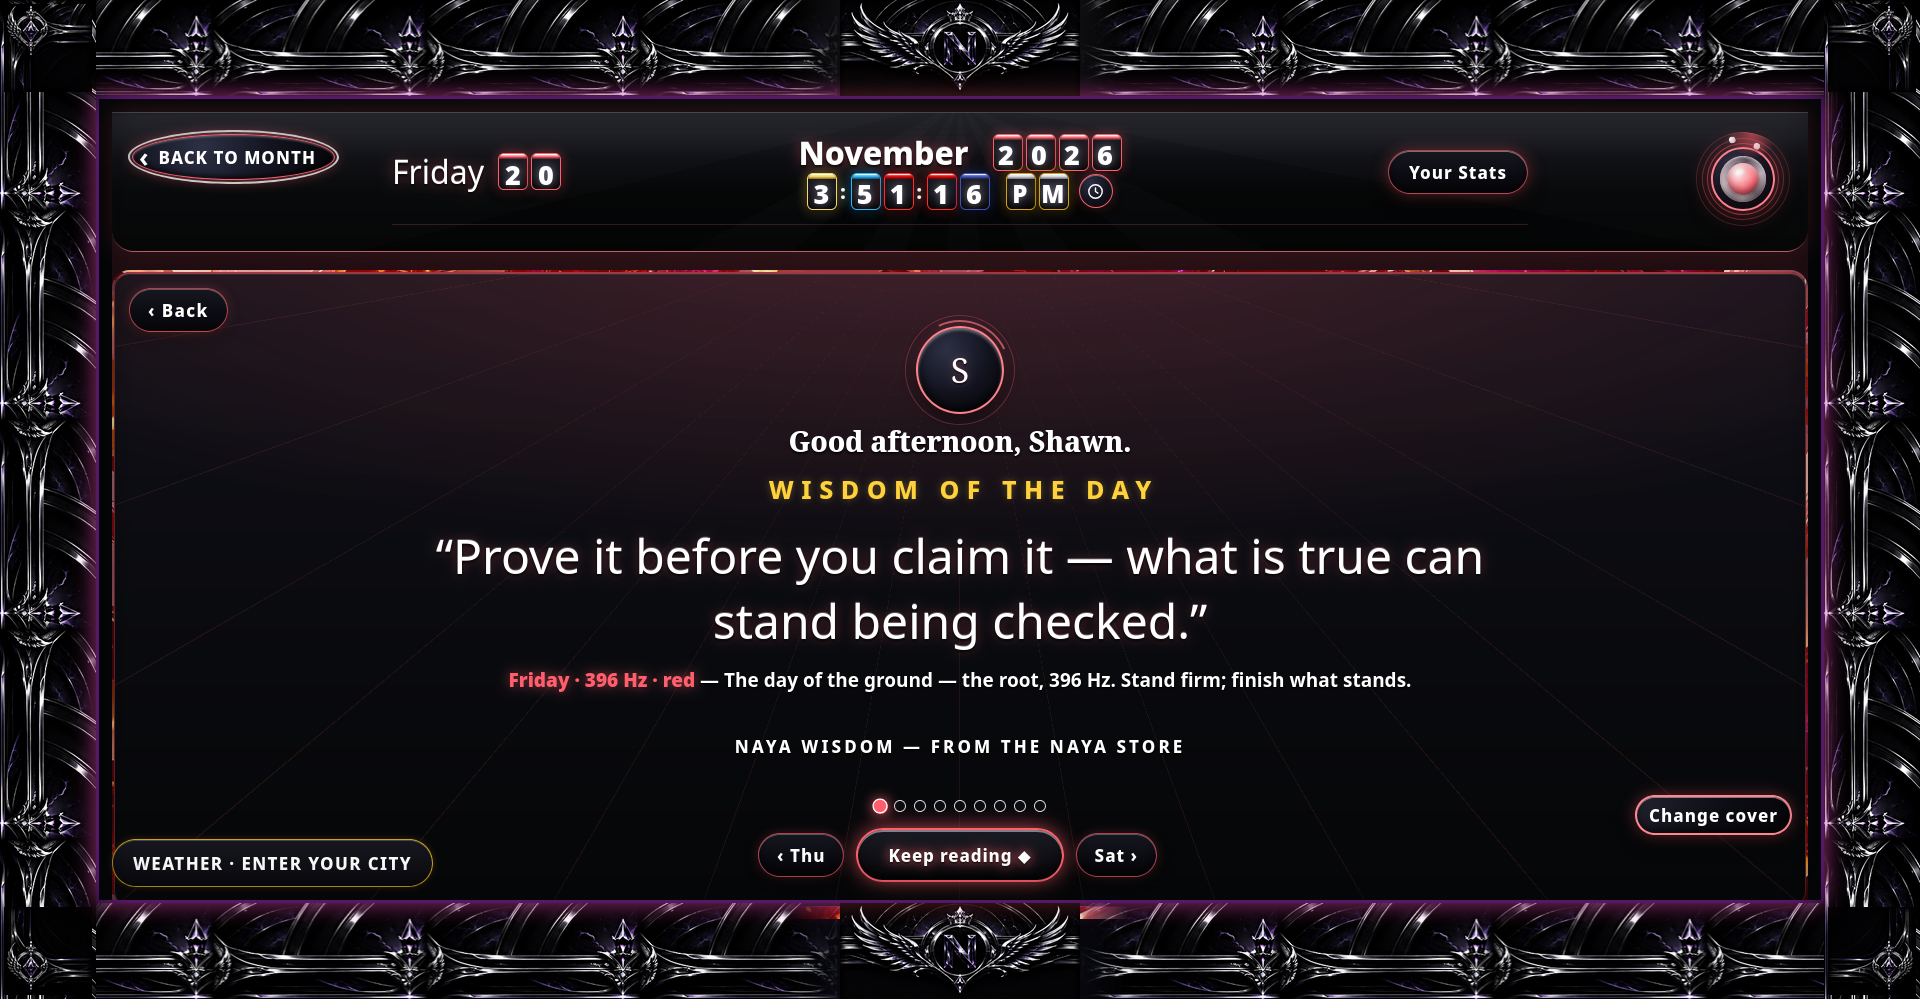 N
‹ BACK TO MONTH
Friday 20
November 2026
3:51:16 PM
Your Stats
‹ Back
S
Good afternoon, Shawn.
WISDOM OF THE DAY
“Prove it before you claim it — what is true can
stand being checked.”
Friday · 396 Hz · red — The day of the ground — the root, 396 Hz. Stand firm; finish what stands.
NAYA WISDOM — FROM THE NAYA STORE
Change cover
WEATHER · ENTER YOUR CITY
‹ Thu
Keep reading ◆
Sat ›
N